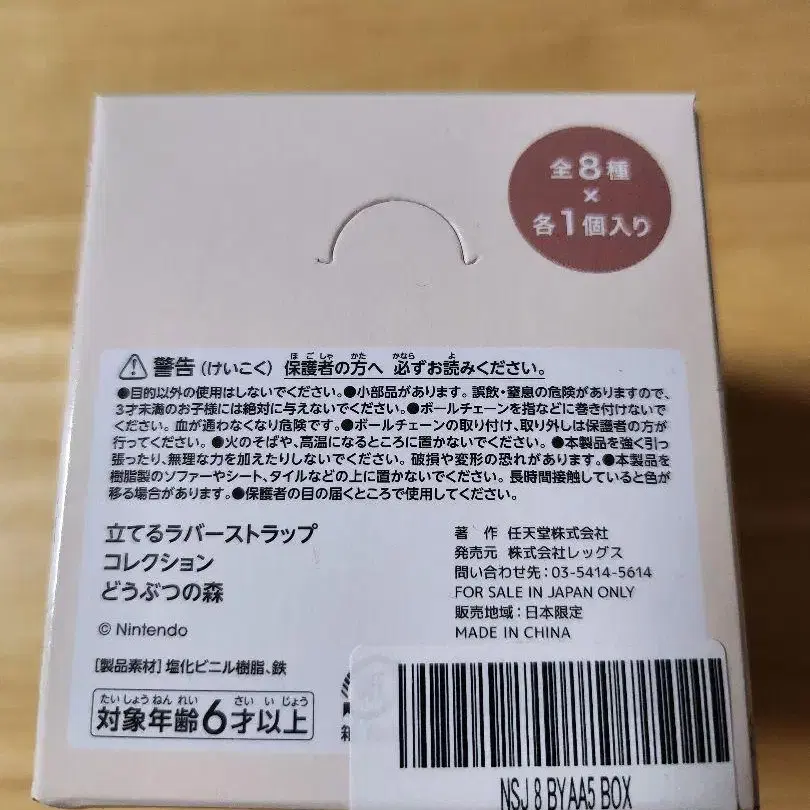 全8種
×
各1個入り
警告(けいこく) 保護者の方へ 必ずお読みください。
●目的以外の使用はしないでください。●小部品があります。誤飲・窒息の危険がありますので、
3才未満のお子様には絶対に与えないでください。●ボールチェーンを指などに巻き付けないで
ください。血が通わなくなり危険です。●ボールチェーンの取り付け、取り外しは保護者の方が
行ってください。●火のそばや、高温になるところに置かないでください。●本製品を強く引っ
張ったり、無理な力を加えたりしないでください。破損や変形の恐れがあります。●本製品を
樹脂製のソファーやシート、タイルなどの上に置かないでください。長時間接触していると色が
移る場合があります。●保護者の目の届くところで使用してください。
立てるラバーストラップ
コレクション
どうぶつの森
© Nintendo
[製品素材]塩化ビニル樹脂、鉄
対象年齢6才以上
著 作 任天堂株式会社
発売元 株式会社レッグス
問い合わせ先:03-5414-5614
FOR SALE IN JAPAN ONLY
販売地域:日本限定
MADE IN CHINA
箱
NSJ 8 BYAA5 BOX